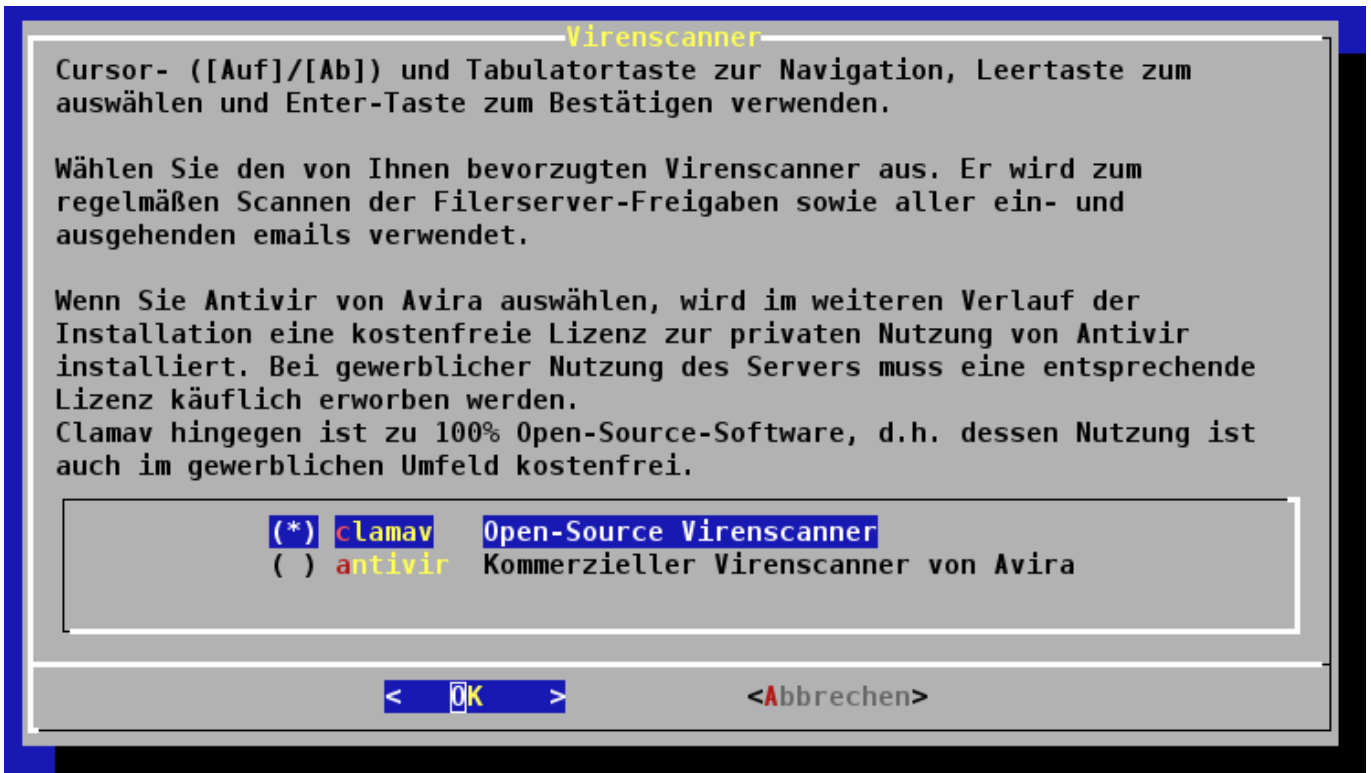 Virenscanner
Cursor- ([Auf]/[Ab]) und Tabulatortaste zur Navigation, Leertaste zum
auswählen und Enter-Taste zum Bestätigen verwenden.
Wählen Sie den von Ihnen bevorzugten Virenscanner aus. Er wird zum
regelmäßen Scannen der Filerserver-Freigaben sowie aller ein- und
ausgehenden emails verwendet.
Wenn Sie Antivir von Avira auswählen, wird im weiteren Verlauf der
Installation eine kostenfreie Lizenz zur privaten Nutzung von Antivir
installiert. Bei gewerblicher Nutzung des Servers muss eine entsprechende
Lizenz käuflich erworben werden.
Clamav hingegen ist zu 100% Open-Source-Software, d.h. dessen Nutzung ist
auch im gewerblichen Umfeld kostenfrei.
(*) clamav Open-Source Virenscanner
( ) antivir Kommerzieller Virenscanner von Avira
< OK > <Abbrechen>